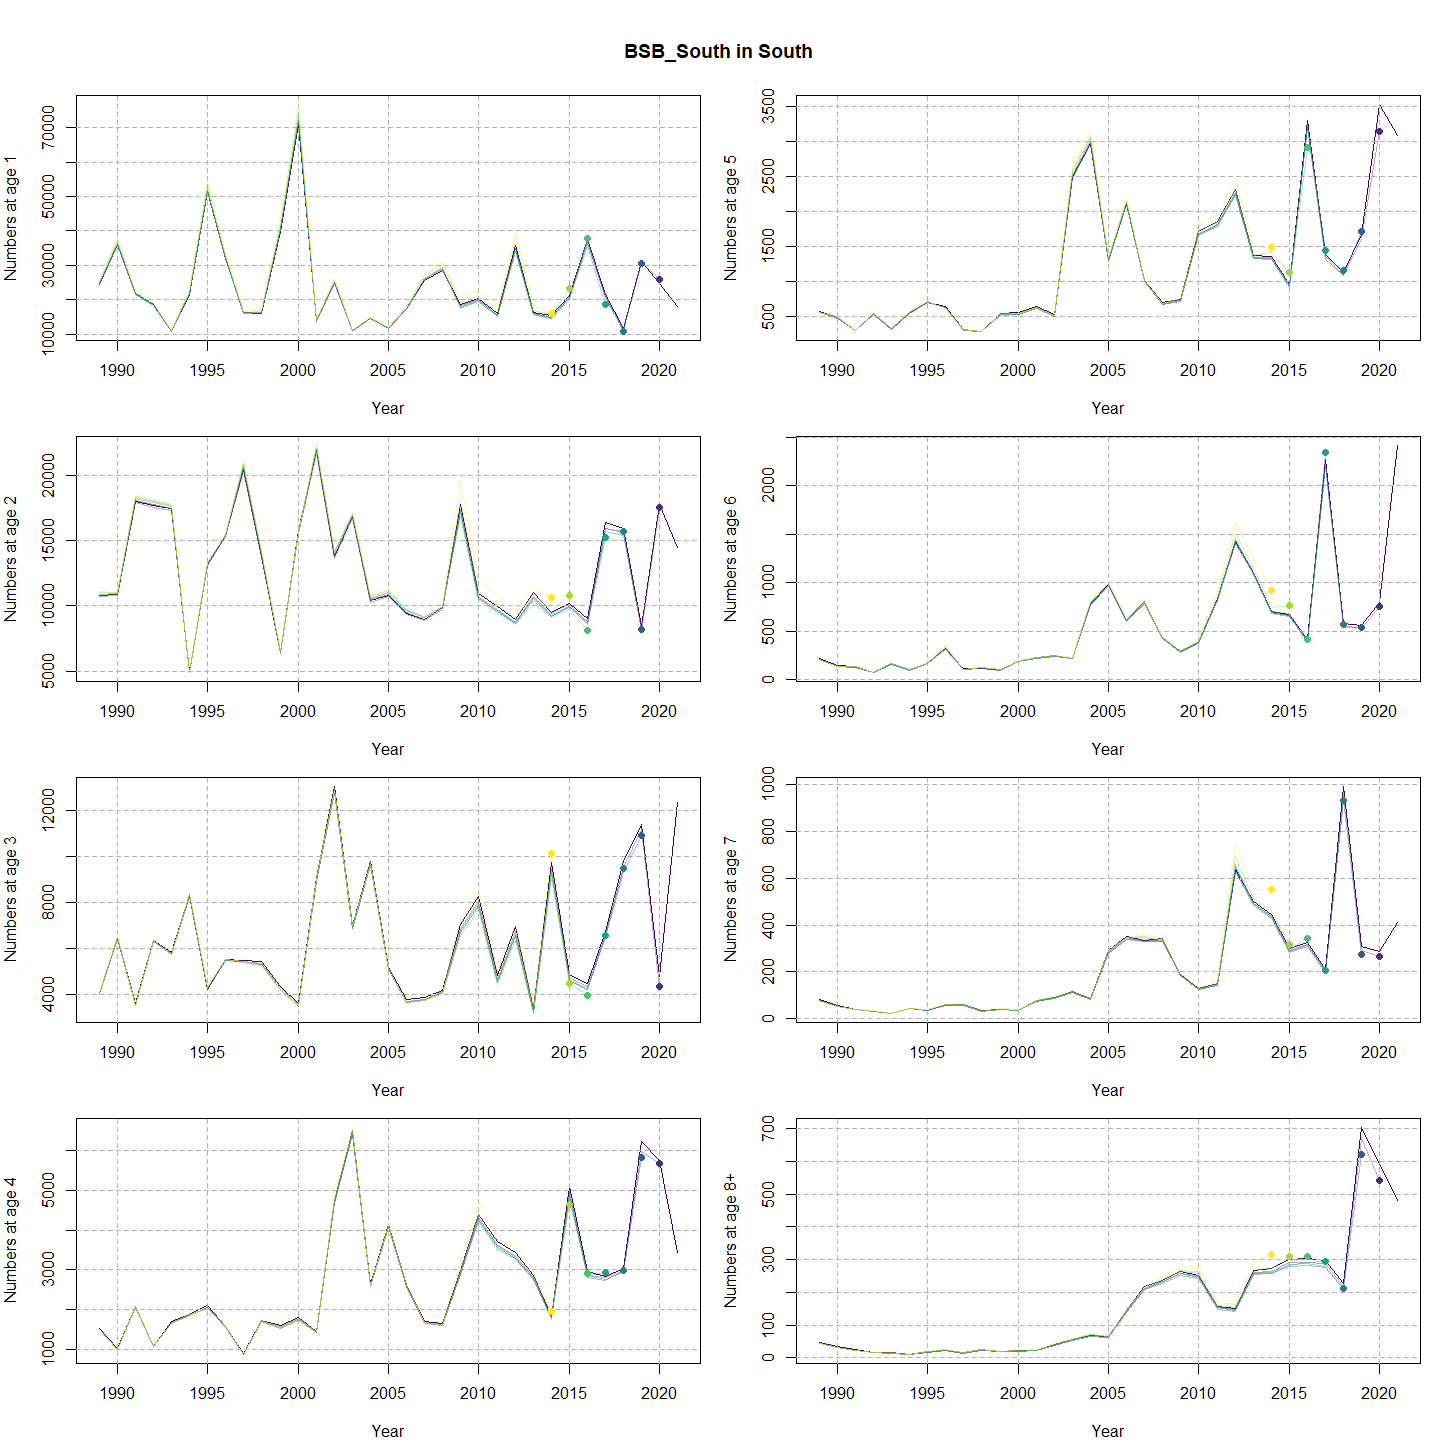 BSB_South in South
Numbers at age 1
10000 30000 50000 70000
1990 1995 2000 2005 2010 2015 2020
Year
Numbers at age 5
500 1500 2500 3500
1990 1995 2000 2005 2010 2015 2020
Year
Numbers at age 2
5000 10000 15000 20000
1990 1995 2000 2005 2010 2015 2020
Year
Numbers at age 6
0 500 1000 2000
1990 1995 2000 2005 2010 2015 2020
Year
Numbers at age 3
4000 8000 12000
1990 1995 2000 2005 2010 2015 2020
Year
Numbers at age 7
0 200 400 600 800 1000
1990 1995 2000 2005 2010 2015 2020
Year
Numbers at age 4
1000 3000 5000
1990 1995 2000 2005 2010 2015 2020
Year
Numbers at age 8+
0 100 300 500 700
1990 1995 2000 2005 2010 2015 2020
Year